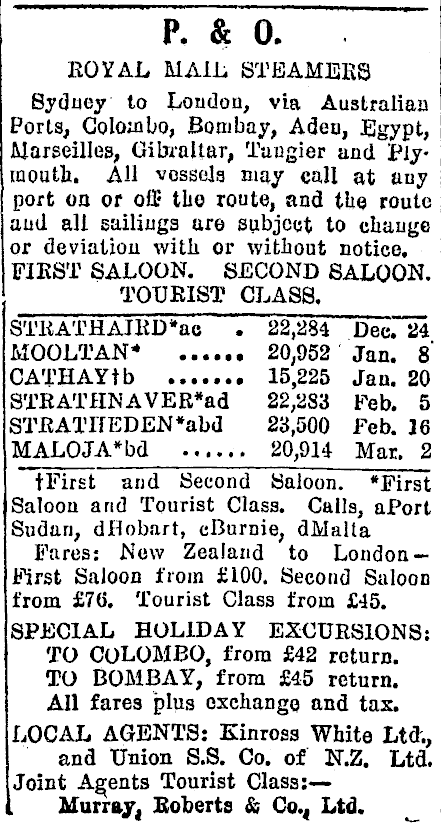 P. & O.
ROYAL MAIL STEAMERS
Sydney to London, via Australian
Ports, Colombo, Bombay, Aden, Egypt,
Marseilles, Gibraltar, Tangier and Ply-
mouth. All vessels may call at any
port on or off the route, and the route
and all sailings are subject to change
or deviation with or without notice.
FIRST SALOON. SECOND SALOON.
TOURIST CLASS.
STRATHAIRD*ac . 22,284 Dec. 24
MOOLTAN* ...... 20,952 Jan. 8
CATHAY†b ....... 15,225 Jan. 20
STRATHNAVER*ad 22,283 Feb. 5
STRATHEDEN*abd 23,500 Feb. 16
MALOJA*bd ...... 20,914 Mar. 2
†First and Second Saloon. *First
Saloon and Tourist Class. Calls, aPort
Sudan, dHobart, cBurnie, dMalta
Fares: New Zealand to London—
First Saloon from £100. Second Saloon
from £76. Tourist Class from £45.
SPECIAL HOLIDAY EXCURSIONS:
TO COLOMBO, from £42 return.
TO BOMBAY, from £45 return.
All fares plus exchange and tax.
LOCAL AGENTS: Kinross White Ltd.,
and Union S.S. Co. of N.Z. Ltd.
Joint Agents Tourist Class:—
Murray, Roberts & Co., Ltd.